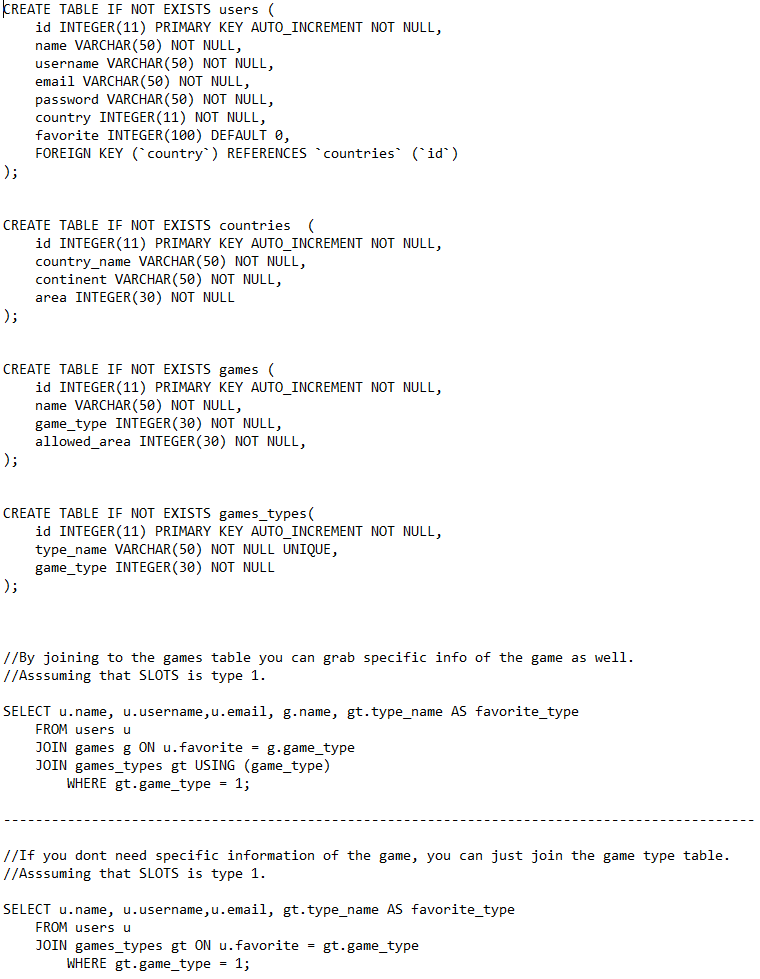 CREATE TABLE IF NOT EXISTS users (
    id INTEGER(11) PRIMARY KEY AUTO_INCREMENT NOT NULL,
    name VARCHAR(50) NOT NULL,
    username VARCHAR(50) NOT NULL,
    email VARCHAR(50) NOT NULL,
    password VARCHAR(50) NOT NULL,
    country INTEGER(11) NOT NULL,
    favorite INTEGER(100) DEFAULT 0,
    FOREIGN KEY (`country`) REFERENCES `countries` (`id`)
);
CREATE TABLE IF NOT EXISTS countries  (
    id INTEGER(11) PRIMARY KEY AUTO_INCREMENT NOT NULL,
    country_name VARCHAR(50) NOT NULL,
    continent VARCHAR(50) NOT NULL,
    area INTEGER(30) NOT NULL
);
CREATE TABLE IF NOT EXISTS games (
    id INTEGER(11) PRIMARY KEY AUTO_INCREMENT NOT NULL,
    name VARCHAR(50) NOT NULL,
    game_type INTEGER(30) NOT NULL,
    allowed_area INTEGER(30) NOT NULL,
);
CREATE TABLE IF NOT EXISTS games_types(
    id INTEGER(11) PRIMARY KEY AUTO_INCREMENT NOT NULL,
    type_name VARCHAR(50) NOT NULL UNIQUE,
    game_type INTEGER(30) NOT NULL
);
//By joining to the games table you can grab specific info of the game as well.
//Asssuming that SLOTS is type 1.
SELECT u.name, u.username,u.email, g.name, gt.type_name AS favorite_type
    FROM users u
    JOIN games g ON u.favorite = g.game_type
    JOIN games_types gt USING (game_type)
        WHERE gt.game_type = 1;
----------------------------------------------------------------------------------------------
//If you dont need specific information of the game, you can just join the game type table.
//Asssuming that SLOTS is type 1.
SELECT u.name, u.username,u.email, gt.type_name AS favorite_type
    FROM users u
    JOIN games_types gt ON u.favorite = gt.game_type
        WHERE gt.game_type = 1;